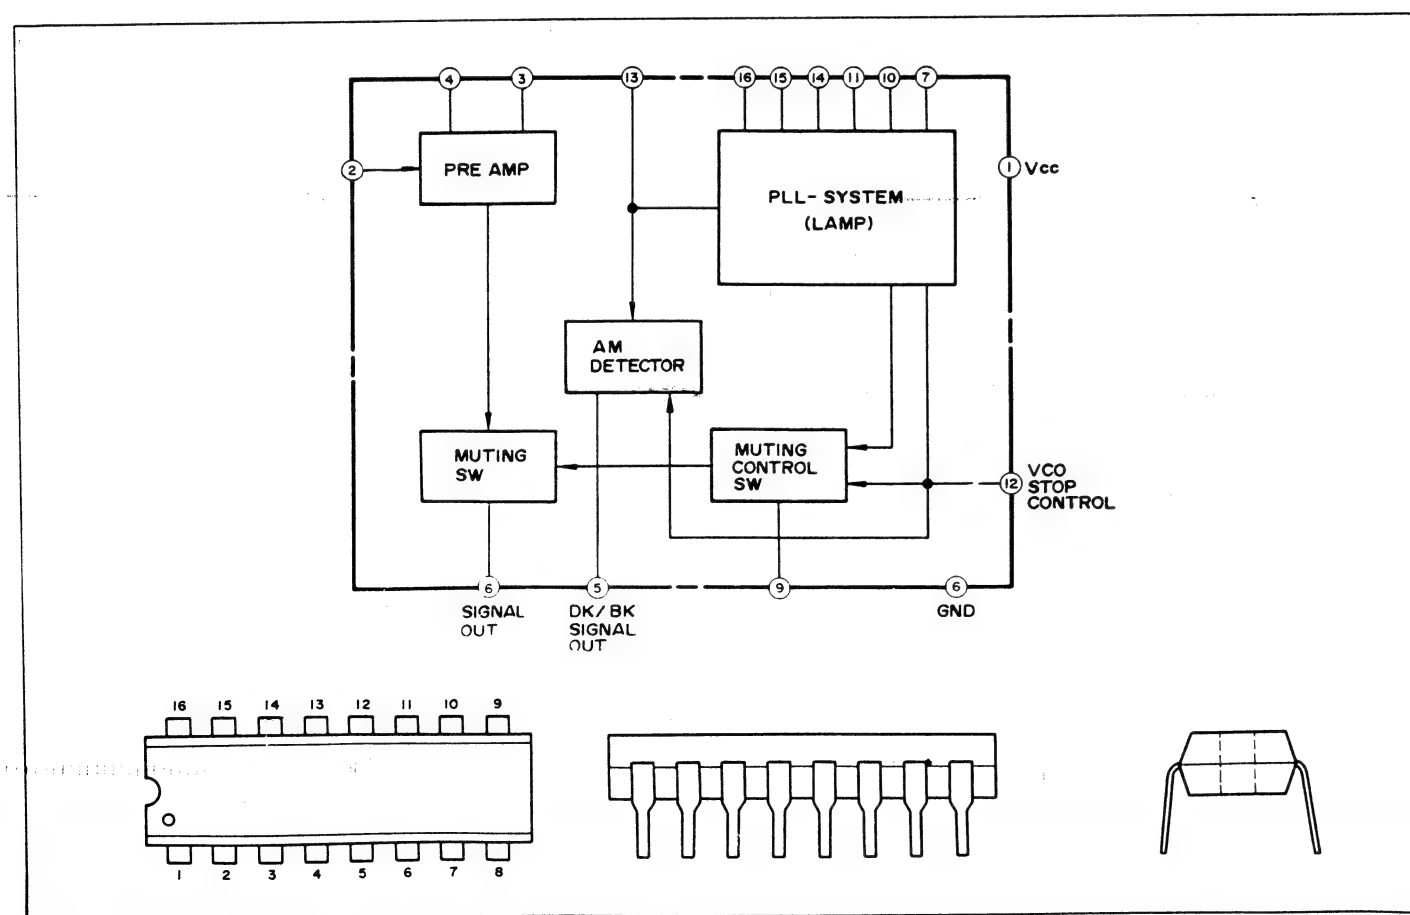 4 3 13 16 15 14 11 10 7
2
PRE AMP
PLL-SYSTEM
(LAMP)
1 Vcc
AM
DETECTOR
MUTING
SW
MUTING
CONTROL
SW
12
VCO
STOP
CONTROL
6 5 9 6
SIGNAL
OUT
DK/BK
SIGNAL
OUT
GND
16 15 14 13 12 11 10 9
1 2 3 4 5 6 7 8